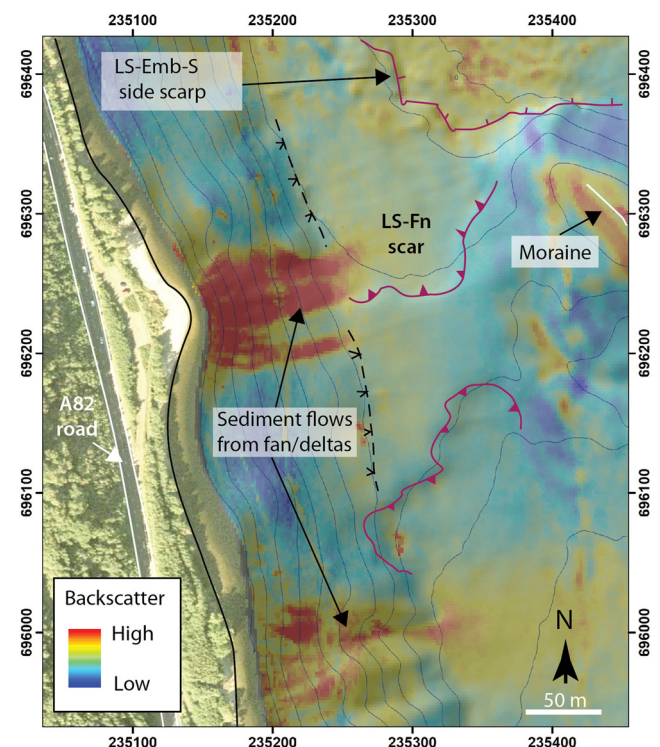 235100 235200 235300 235400
696400 696400
LS-Emb-S
side scarp
696300 696300
LS-Fn
scar
Moraine
696200 696200
A82
road
Sediment flows
from fan/deltas
696100 696100
Backscatter
High
Low
696000 696000
N
50 m
235100 235200 235300 235400